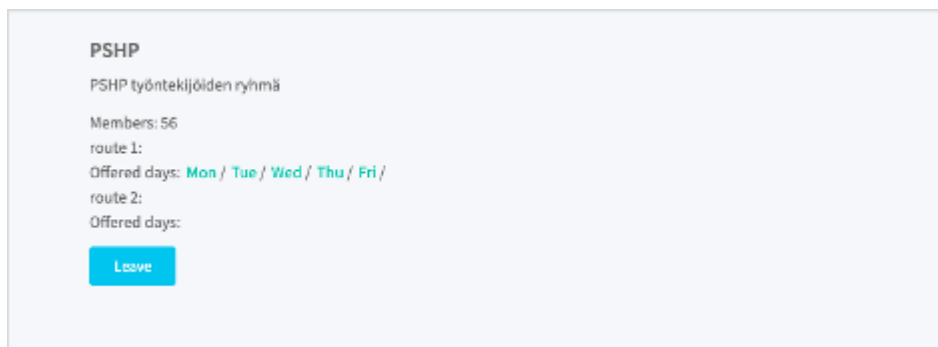 PSHP
PSHP työntekijöiden ryhmä
Members: 56
route 1:
Offered days: Mon / Tue / Wed / Thu / Fri /
route 2:
Offered days:
Leave